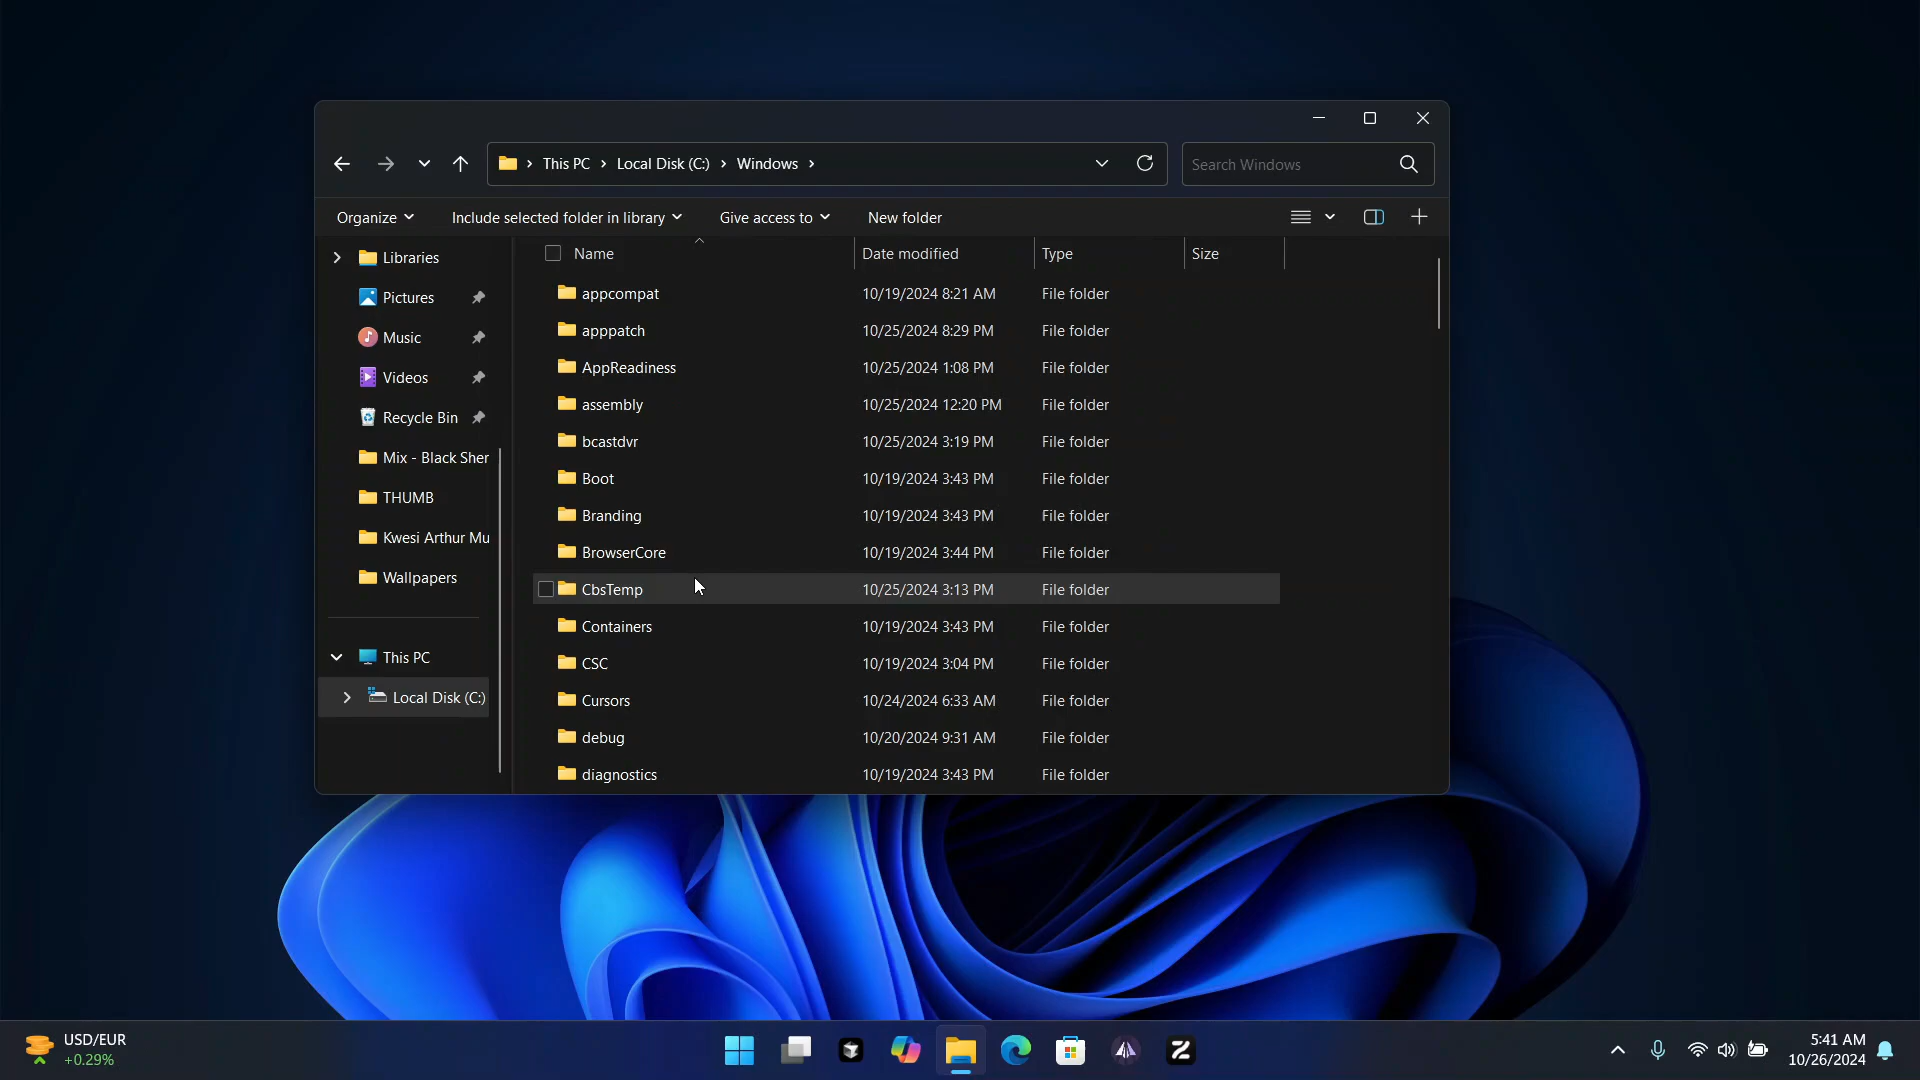 This PC Local Disk (C:) Windows
Search Windows
Organize Include selected folder in library Give access to New folder
Libraries
Pictures
Music
Videos
Recycle Bin
Mix - Black Sher
THUMB
Kwesi Arthur Mu
Wallpapers
This PC
Local Disk (C:)
Name Date modified Type Size
appcompat 10/19/2024 8:21 AM File folder
apppatch 10/25/2024 8:29 PM File folder
AppReadiness 10/25/2024 1:08 PM File folder
assembly 10/25/2024 12:20 PM File folder
bcastdvr 10/25/2024 3:19 PM File folder
Boot 10/19/2024 3:43 PM File folder
Branding 10/19/2024 3:43 PM File folder
BrowserCore 10/19/2024 3:44 PM File folder
CbsTemp 10/25/2024 3:13 PM File folder
Containers 10/19/2024 3:43 PM File folder
CSC 10/19/2024 3:04 PM File folder
Cursors 10/24/2024 6:33 AM File folder
debug 10/20/2024 9:31 AM File folder
diagnostics 10/19/2024 3:43 PM File folder
USD/EUR
+0.29%
5:41 AM
10/26/2024